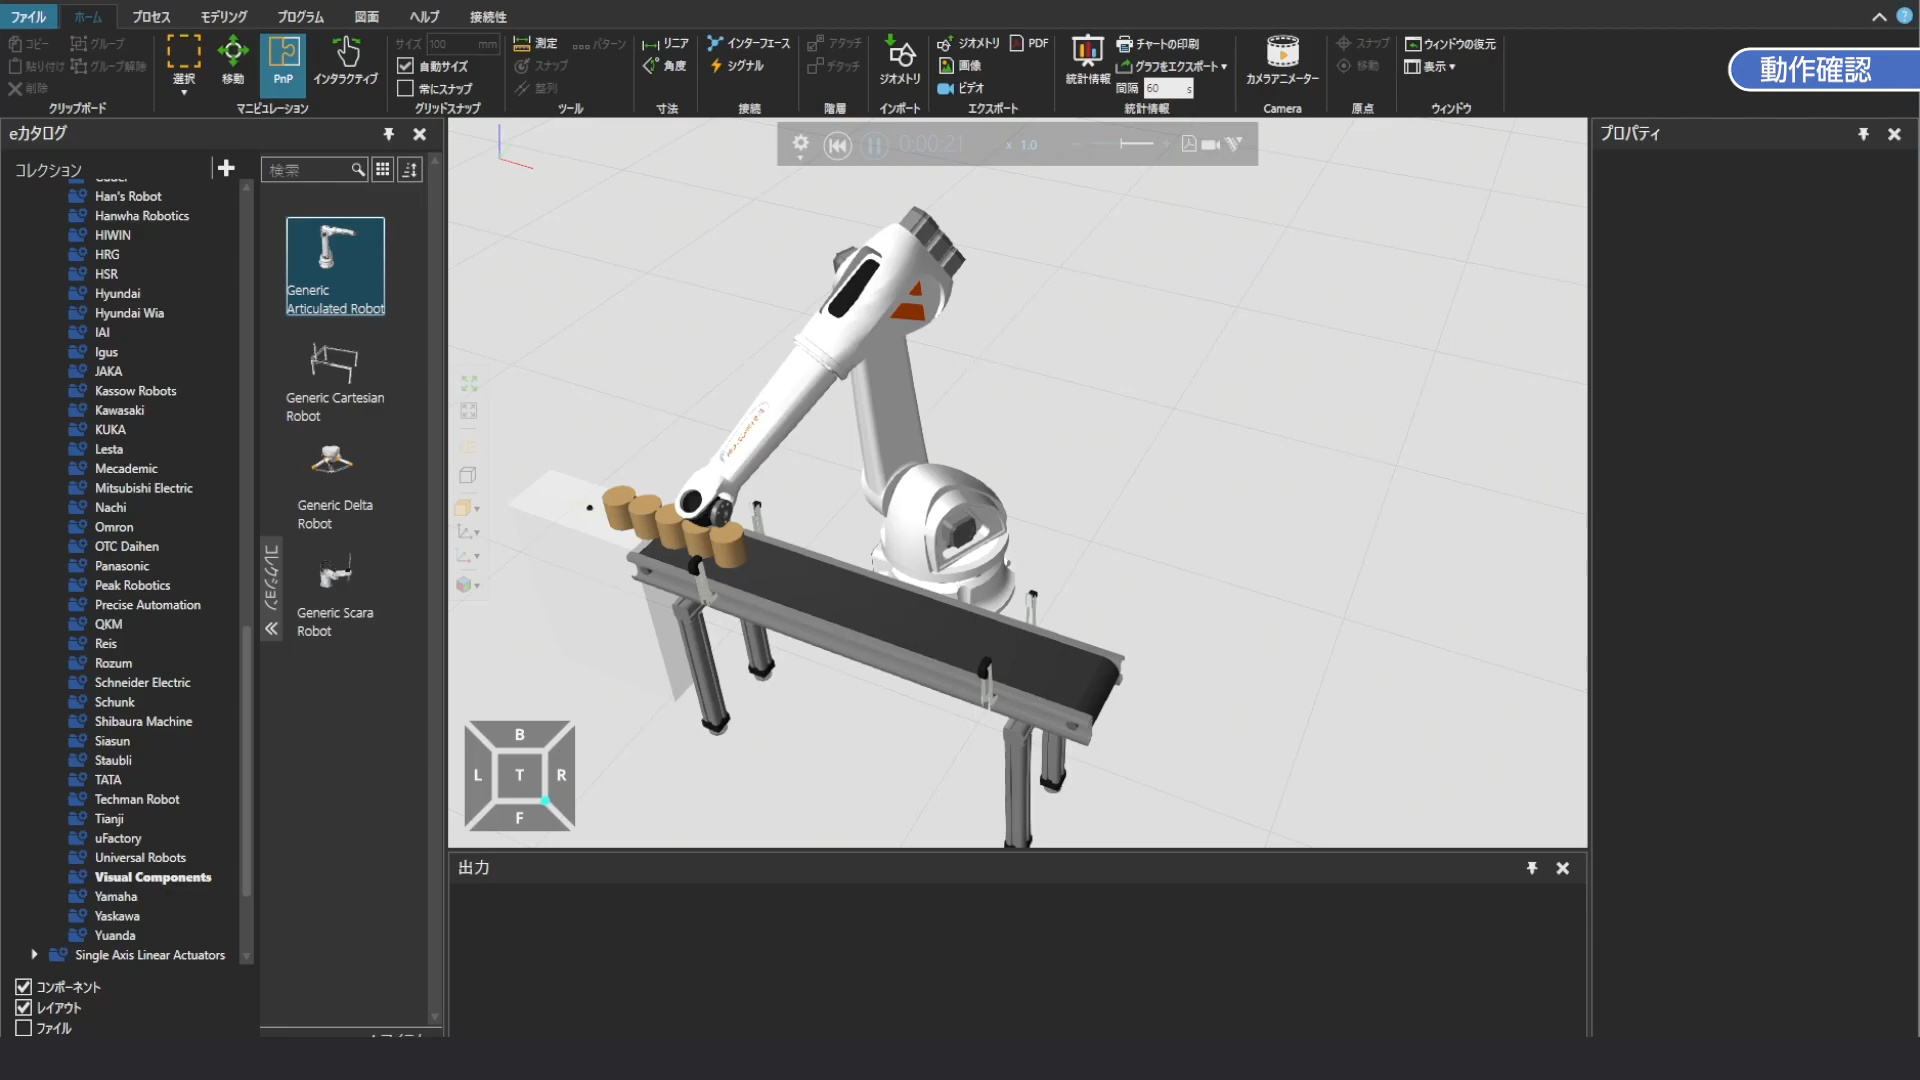 ファイル ホーム プロセス モデリング プログラム 図面 ヘルプ 接続性
コピー グループ
貼り付け グループ解除
削除
クリップボード
選択 移動 PnP インタラクティブ
マニピュレーション
サイズ 100 mm
自動サイズ
常にスナップ
グリッドスナップ
測定 パターン
スナップ
整列
ツール
リニア
角度
寸法
インターフェース
シグナル
接続
アタッチ
デタッチ
階層
ジオメトリ
インポート
ジオメトリ PDF
画像
ビデオ
エクスポート
統計情報
チャートの印刷
グラフをエクスポート
間隔 60 s
統計情報
カメラアニメーター
Camera
スナップ
移動
原点
ウィンドウの復元
表示
ウィンドウ
動作確認
eカタログ
コレクション
Han's Robot
Hanwha Robotics
HIWIN
HRG
HSR
Hyundai
Hyundai Wia
IAI
Igus
JAKA
Kassow Robots
Kawasaki
KUKA
Lesta
Mecademic
Mitsubishi Electric
Nachi
Omron
OTC Daihen
Panasonic
Peak Robotics
Precise Automation
QKM
Reis
Rozum
Schneider Electric
Schunk
Shibaura Machine
Siasun
Staubli
TATA
Techman Robot
Tianji
uFactory
Universal Robots
Visual Components
Yamaha
Yaskawa
Yuanda
Single Axis Linear Actuators
コンポーネント
レイアウト
ファイル
検索
Generic
Articulated Robot
Generic Cartesian
Robot
Generic Delta
Robot
Generic Scara
Robot
コレクション
0:00:21 x 1.0
B
L T R
F
出力
プロパティ